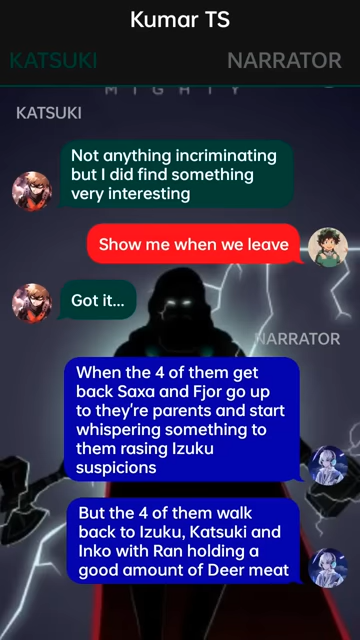 Kumar TS
KATSUKI
NARRATOR
MIGHTY
KATSUKI
Not anything incriminating
but I did find something
very interesting
Show me when we leave
Got it...
NARRATOR
When the 4 of them get
back Saxa and Fjor go up
to they're parents and start
whispering something to
them rasing Izuku
suspicions
But the 4 of them walk
back to Izuku, Katsuki and
Inko with Ran holding a
good amount of Deer meat